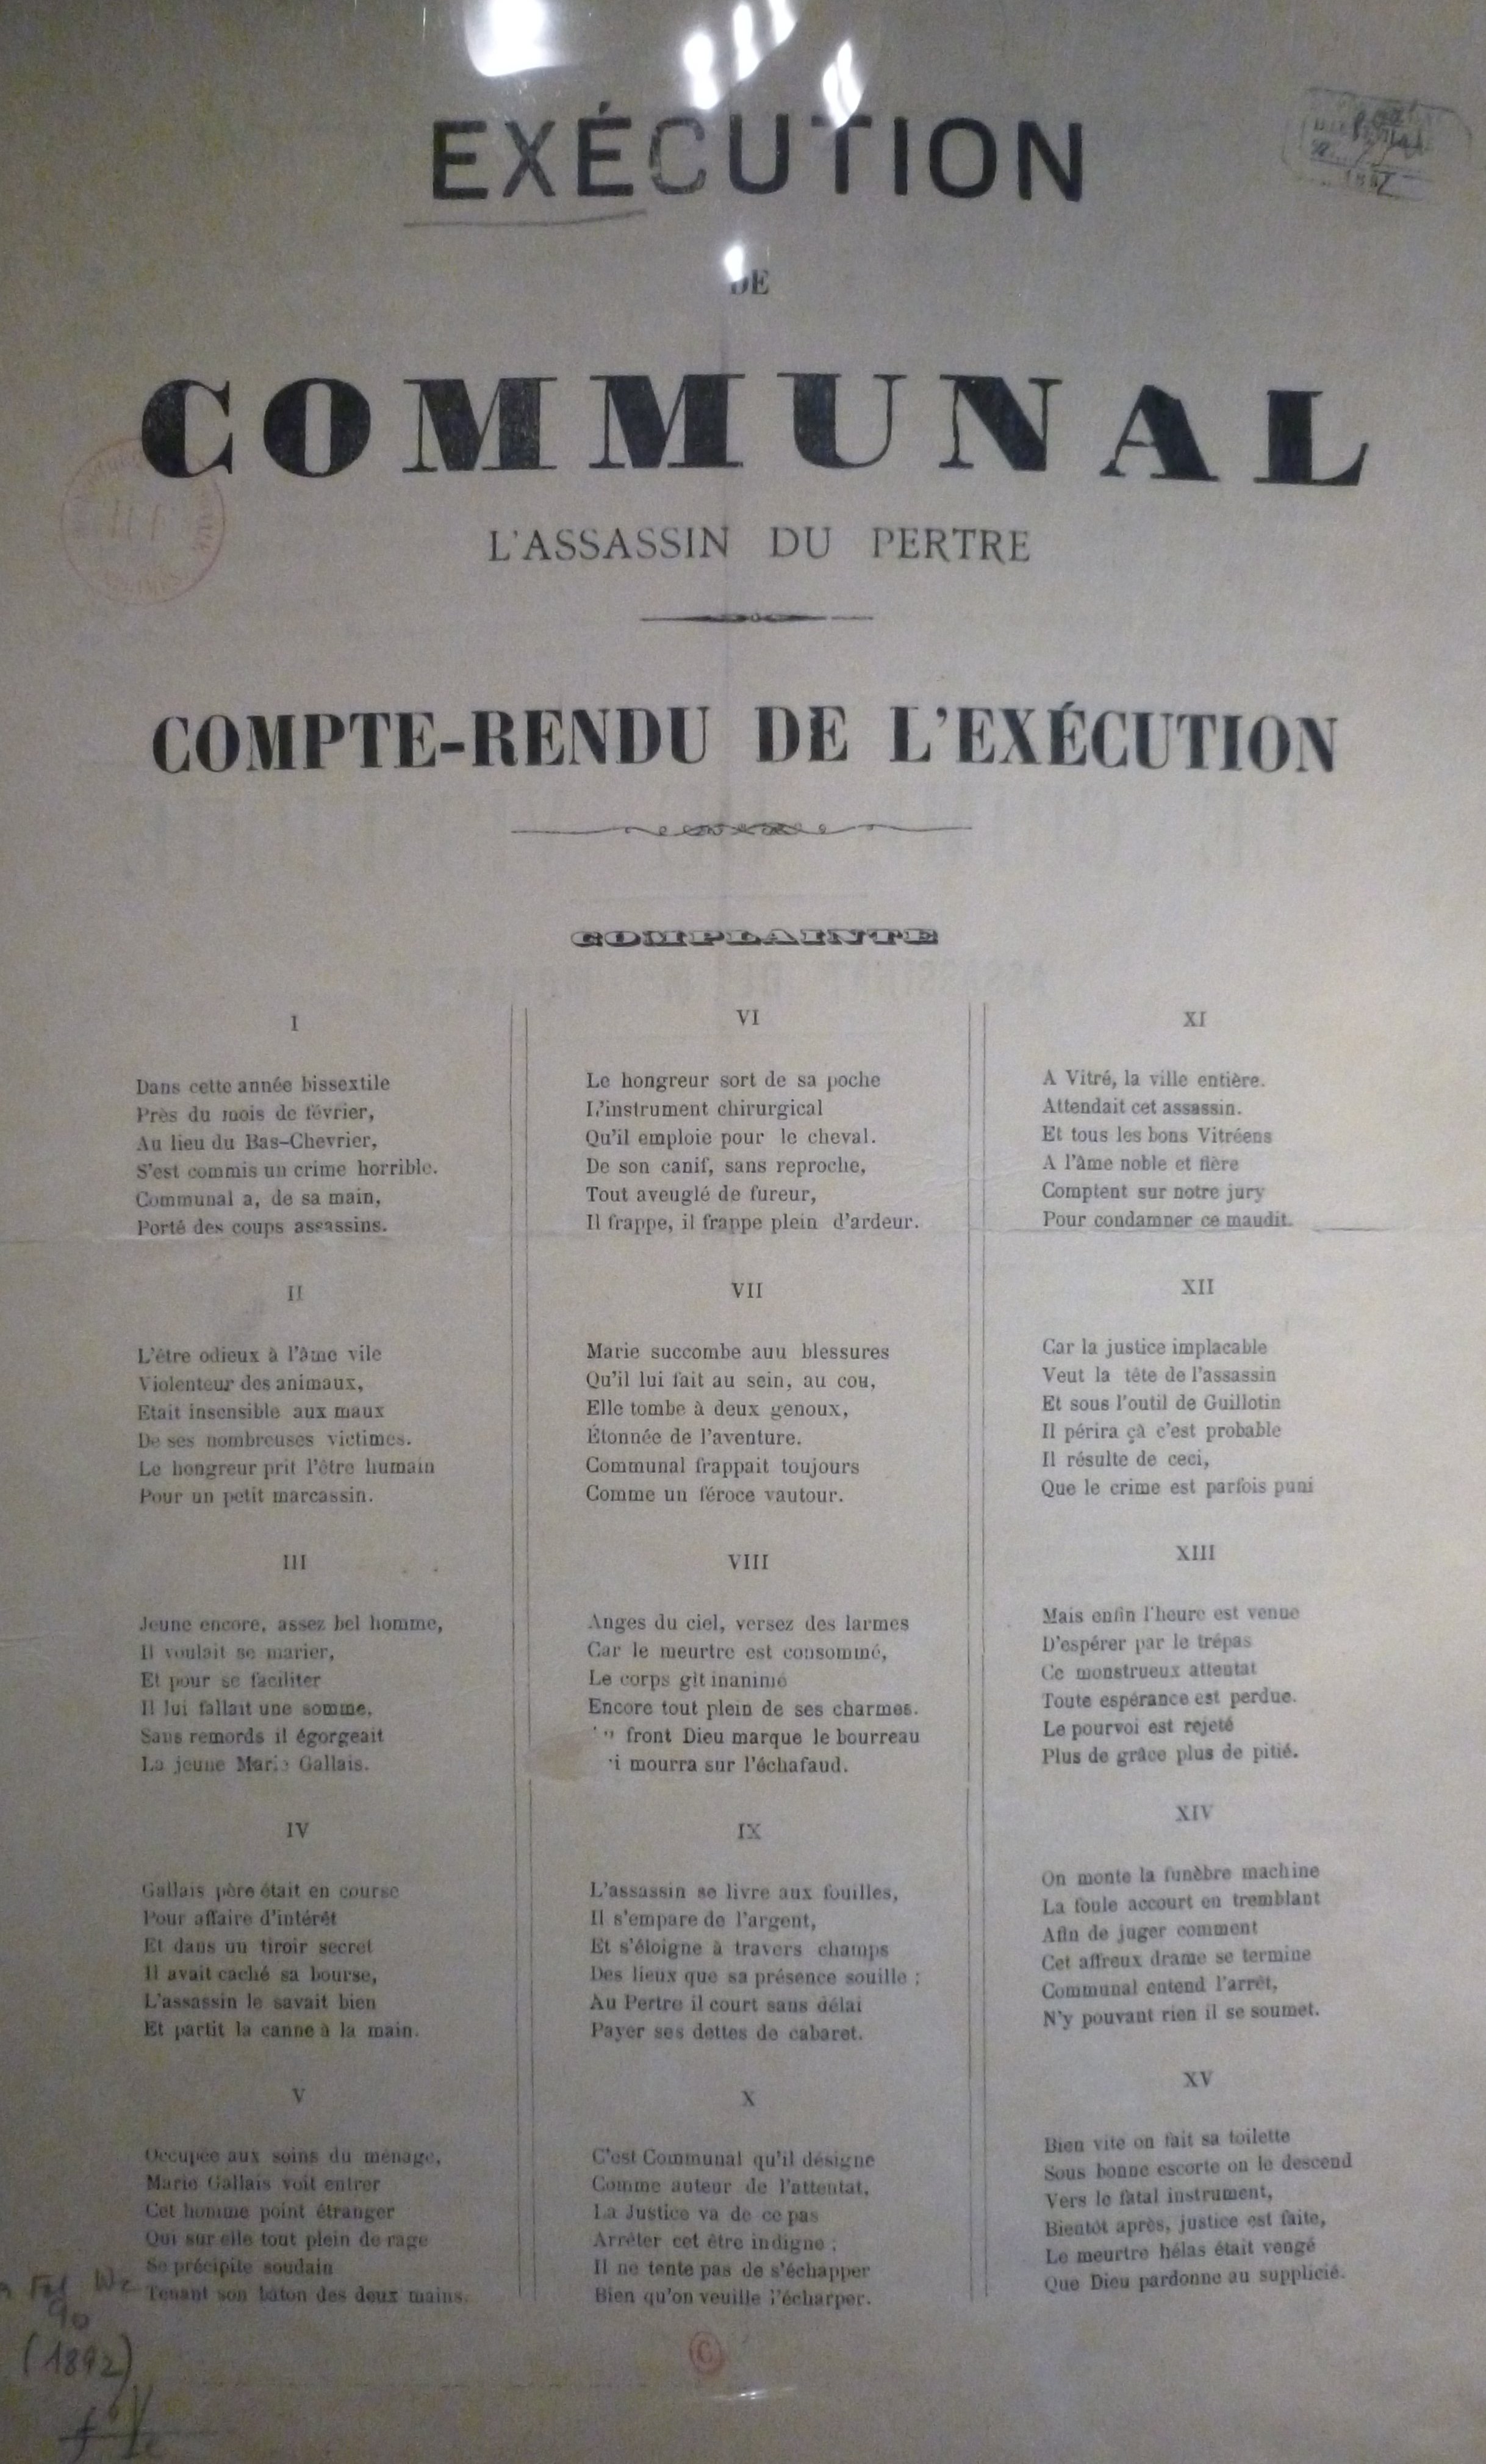 EXÉCUTION
DE
COMMUNAL
L'ASSASSIN DU PERTRE
COMPTE-RENDU DE L'EXÉCUTION
COMPLAINTE
I
Dans cette année bissextile
Près du mois de février,
Au lieu du Bas-Chevrier,
S'est commis un crime horrible.
Communal a, de sa main,
Porté des coups assassins.
II
L'être odieux à l'âme vile
Violenteur des animaux,
Etait insensible aux maux
De ses nombreuses victimes.
Le hongreur prit l'être humain
Pour un petit marcassin.
III
Jeune encore, assez bel homme,
Il voulait se marier,
Et pour se faciliter
Il lui fallait une somme,
Sans remords il égorgeait
La jeune Marie Gallais.
IV
Gallais père était en course
Pour affaire d'intérêt
Et dans un tiroir secret
Il avait caché sa bourse,
L'assassin le savait bien
Et partit la canne à la main.
V
Occupée aux soins du ménage,
Marie Gallais voit entrer
Cet homme point étranger
Qui sur elle tout plein de rage
Se précipite soudain
Tenant son bâton des deux mains.
VI
Le hongreur sort de sa poche
L'instrument chirurgical
Qu'il emploie pour le cheval.
De son canif, sans reproche,
Tout aveuglé de fureur,
Il frappe, il frappe plein d'ardeur.
VII
Marie succombe auu blessures
Qu'il lui fait au sein, au cou,
Elle tombe à deux genoux,
Étonnée de l'aventure.
Communal frappait toujours
Comme un féroce vautour.
VIII
Anges du ciel, versez des larmes
Car le meurtre est consommé,
Le corps git inanimé
Encore tout plein de ses charmes.
front Dieu marque le bourreau
mourra sur l'échafaud.
IX
L'assassin se livre aux fouilles,
Il s'empare de l'argent,
Et s'éloigne à travers champs
Des lieux que sa présence souille ;
Au Pertre il court sans délai
Payer ses dettes de cabaret.
X
C'est Communal qu'il désigne
Comme auteur de l'attentat,
La Justice va de ce pas
Arrêter cet être indigne ;
Il ne tente pas de s'échapper
Bien qu'on veuille l'écharper.
XI
A Vitré, la ville entière.
Attendait cet assassin.
Et tous les bons Vitréens
A l'âme noble et fière
Comptent sur notre jury
Pour condamner ce maudit.
XII
Car la justice implacable
Veut la tête de l'assassin
Et sous l'outil de Guillotin
Il périra çà c'est probable
Il résulte de ceci,
Que le crime est parfois puni
XIII
Mais enfin l'heure est venue
D'espérer par le trépas
Ce monstrueux attentat
Toute espérance est perdue.
Le pourvoi est rejeté
Plus de grâce plus de pitié.
XIV
On monte la funèbre machine
La foule accourt en tremblant
Afin de juger comment
Cet affreux drame se termine
Communal entend l'arrêt,
N'y pouvant rien il se soumet.
XV
Bien vite on fait sa toilette
Sous bonne escorte on le descend
Vers le fatal instrument,
Bientôt après, justice est faite,
Le meurtre hélas était vengé
Que Dieu pardonne au supplicié.
90
(1892)
C